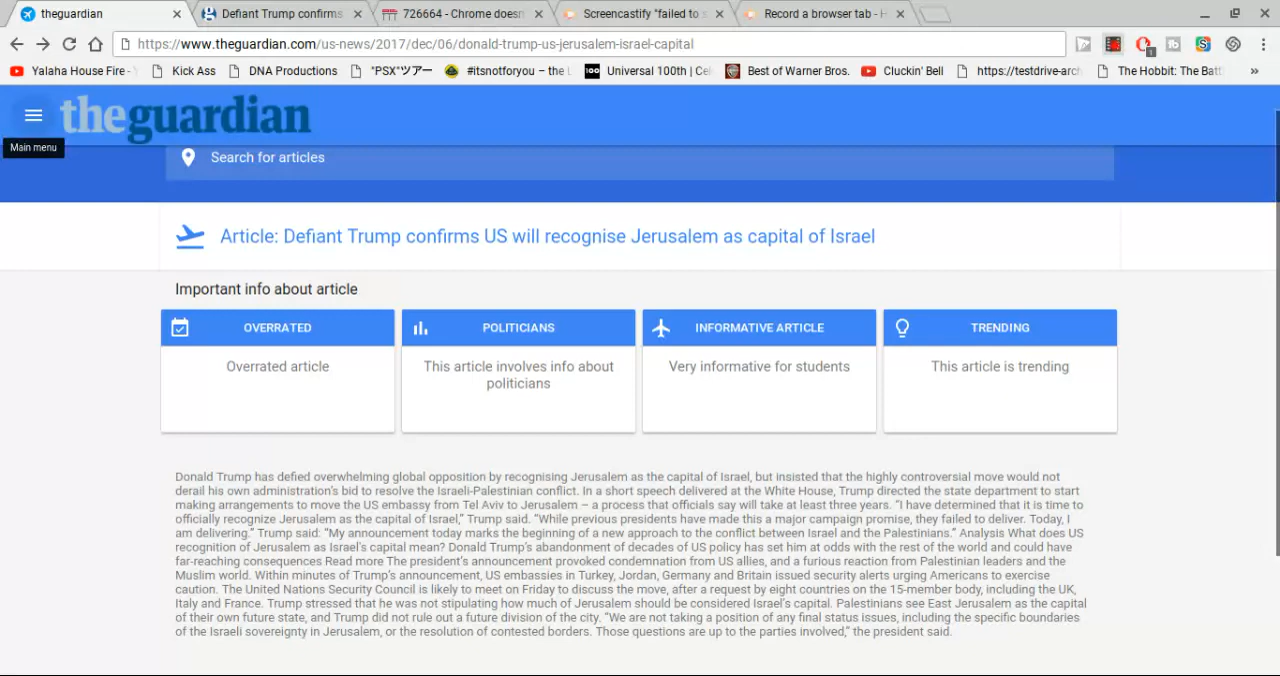 theguardian
Defiant Trump confirms
726664 - Chrome doesn
Screencastify "failed to s
Record a browser tab - H
https://www.theguardian.com/us-news/2017/dec/06/donald-trump-us-jerusalem-israel-capital
1
Yalaha House Fire -
Kick Ass
DNA Productions
"PSX"ツアー
#itsnotforyou – the L
100
Universal 100th | Cel
Best of Warner Bros.
Cluckin' Bell
https://testdrive-arch
The Hobbit: The Batt
»
theguardian
Main menu
Search for articles
Article: Defiant Trump confirms US will recognise Jerusalem as capital of Israel
Important info about article
OVERRATED
POLITICIANS
INFORMATIVE ARTICLE
TRENDING
Overrated article
This article involves info about
politicians
Very informative for students
This article is trending
Donald Trump has defied overwhelming global opposition by recognising Jerusalem as the capital of Israel, but insisted that the highly controversial move would not
derail his own administration's bid to resolve the Israeli-Palestinian conflict. In a short speech delivered at the White House, Trump directed the state department to start
making arrangements to move the US embassy from Tel Aviv to Jerusalem – a process that officials say will take at least three years. “I have determined that it is time to
officially recognize Jerusalem as the capital of Israel,” Trump said. “While previous presidents have made this a major campaign promise, they failed to deliver. Today, I
am delivering.” Trump said: “My announcement today marks the beginning of a new approach to the conflict between Israel and the Palestinians.” Analysis What does US
recognition of Jerusalem as Israel's capital mean? Donald Trump's abandonment of decades of US policy has set him at odds with the rest of the world and could have
far-reaching consequences Read more The president's announcement provoked condemnation from US allies, and a furious reaction from Palestinian leaders and the
Muslim world. Within minutes of Trump's announcement, US embassies in Turkey, Jordan, Germany and Britain issued security alerts urging Americans to exercise
caution. The United Nations Security Council is likely to meet on Friday to discuss the move, after a request by eight countries on the 15-member body, including the UK,
Italy and France. Trump stressed that he was not stipulating how much of Jerusalem should be considered Israel's capital. Palestinians see East Jerusalem as the capital
of their own future state, and Trump did not rule out a future division of the city. “We are not taking a position of any final status issues, including the specific boundaries
of the Israeli sovereignty in Jerusalem, or the resolution of contested borders. Those questions are up to the parties involved,” the president said.